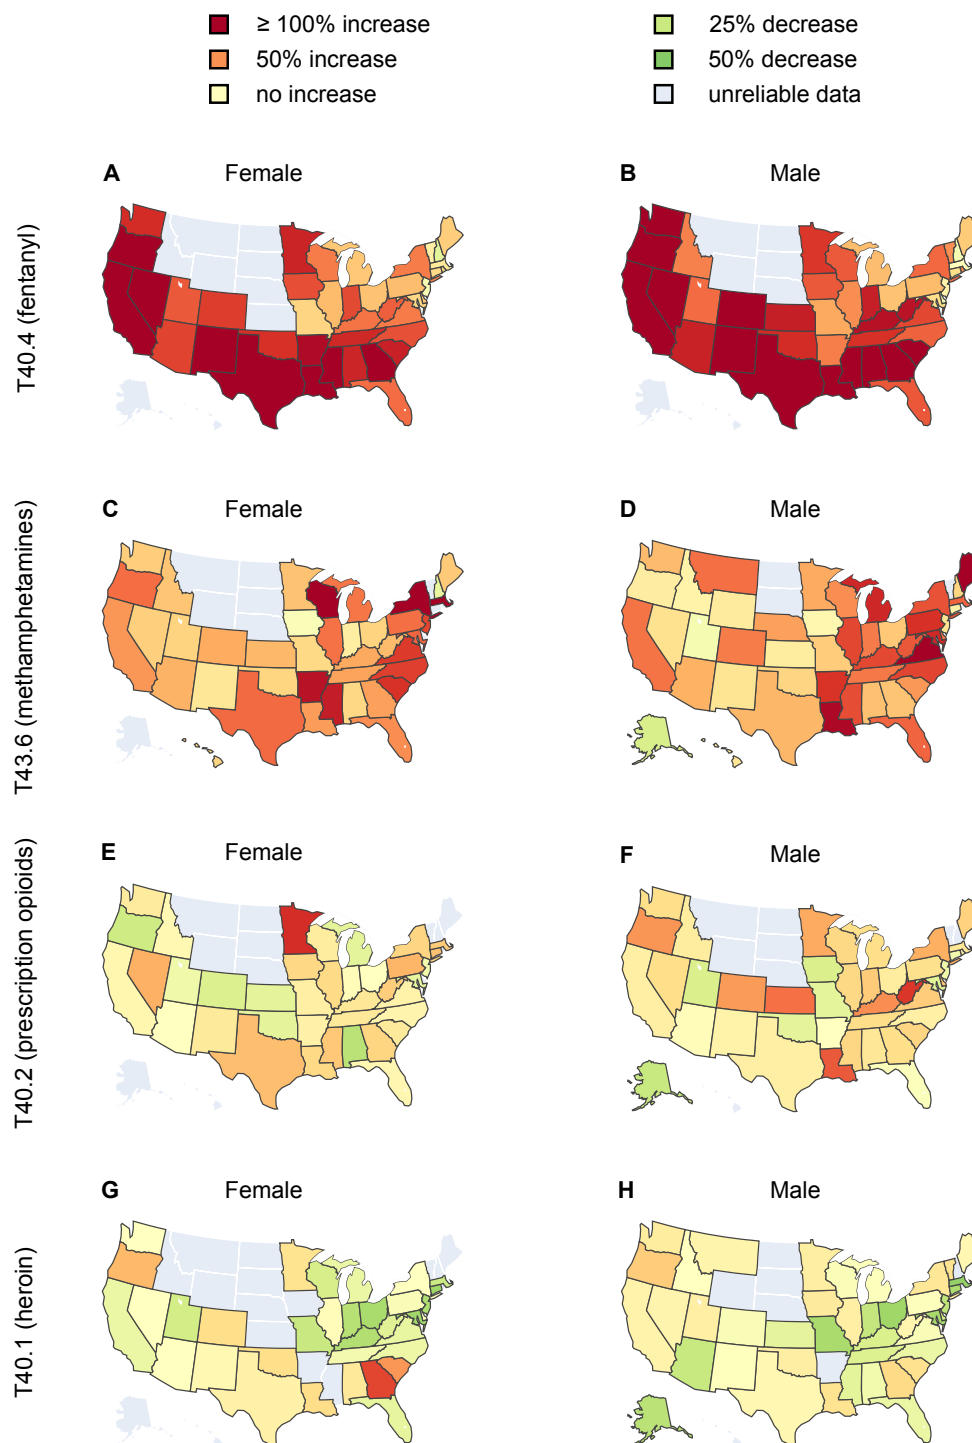 ≥ 100% increase
50% increase
no increase
25% decrease
50% decrease
unreliable data
T40.4 (fentanyl)
A Female
B Male
T43.6 (methamphetamines)
C Female
D Male
T40.2 (prescription opioids)
E Female
F Male
T40.1 (heroin)
G Female
H Male